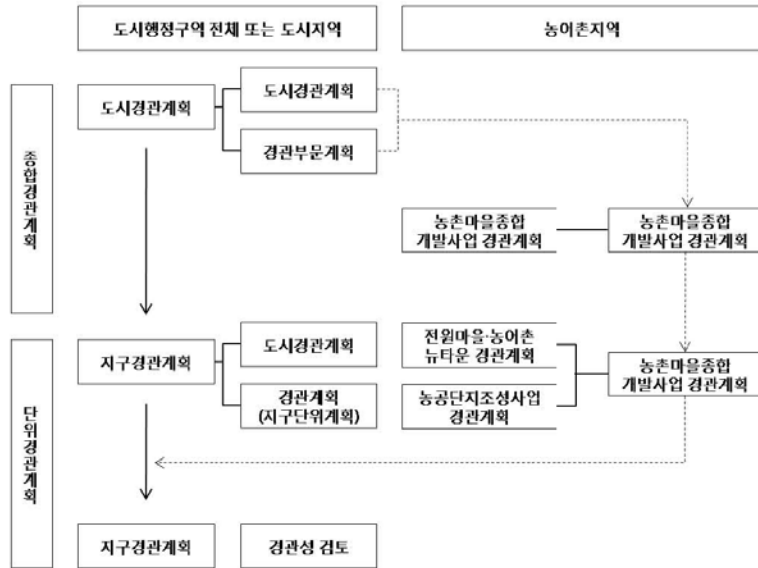 도시행정구역 전체 또는 도시지역
농어촌지역
종합경관계획
도시경관계획
도시경관계획
경관부문계획
농촌마을종합
개발사업 경관계획
농촌마을종합
개발사업 경관계획
단위경관계획
지구경관계획
도시경관계획
경관계획
(지구단위계획)
전원마을·농어촌
뉴타운 경관계획
농공단지조성사업
경관계획
농촌마을종합
개발사업 경관계획
지구경관계획
경관성 검토